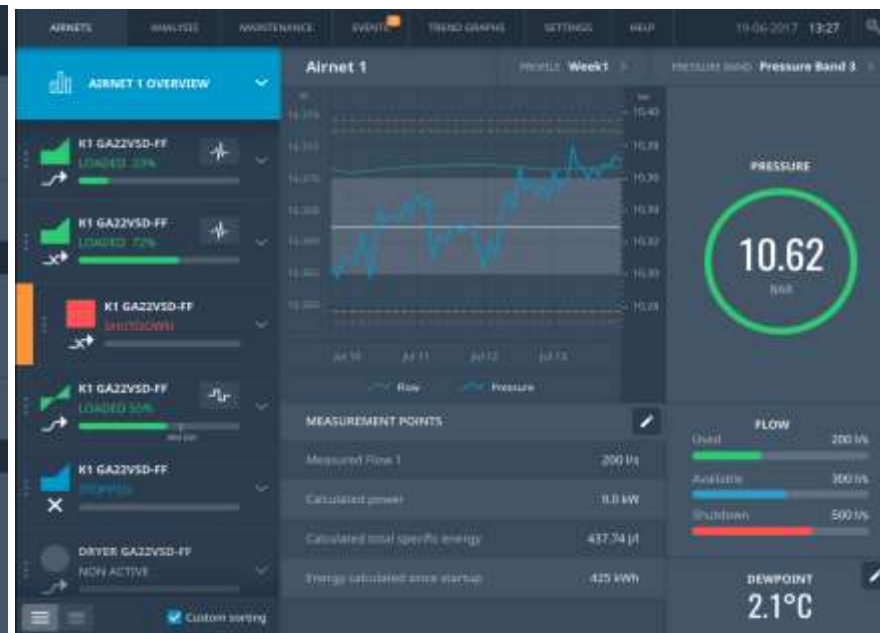 AIRNETS
ANALYSIS
MAINTENANCE
EVENTS
TREND GRAPHS
SETTINGS
HELP
19-06-2017 13:27
AIRNET 1 OVERVIEW
K1 GA22VSD-FF
LOADED
K1 GA22VSD-FF
LOADED 72%
K1 GA22VSD-FF
SHUTDOWN
K1 GA22VSD-FF
LOADED 55%
K1 GA22VSD-FF
STOPPED
DRYER GA22VSD-FF
NON ACTIVE
Custom sorting
Airnet 1
PROFILE Week1
PRESSURE BAND Pressure Band 3
10,40
Jul 10
Jul 11
Jul 12
Jul 13
Flow
Pressure
MEASUREMENT POINTS
Measured Flow 1 200 l/s
Calculated power kW
Calculated total specific energy 437.74 j/l
Energy calculated since startup 425 kWh
PRESSURE
10.62
BAR
FLOW
Used 200 l/s
Available 300 l/s
Shutdown 500 l/s
DEWPOINT
2.1°C